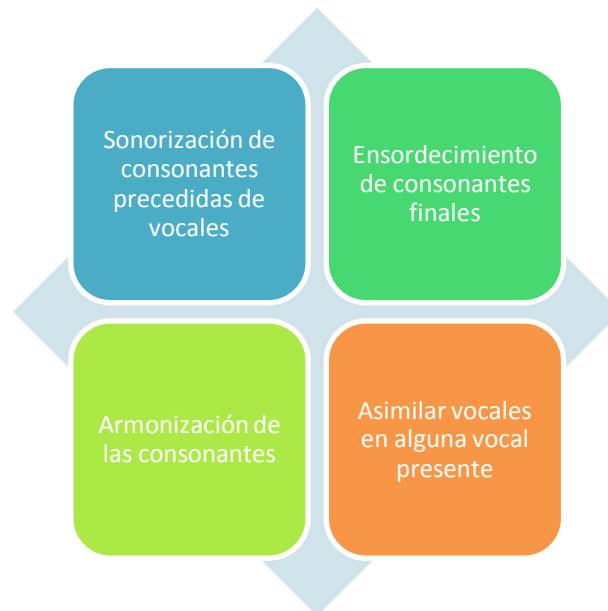 Sonorización de
consonantes
precedidas de
vocales
Ensordecimiento
de consonantes
finales
Armonización de
las consonantes
Asimilar vocales
en alguna vocal
presente